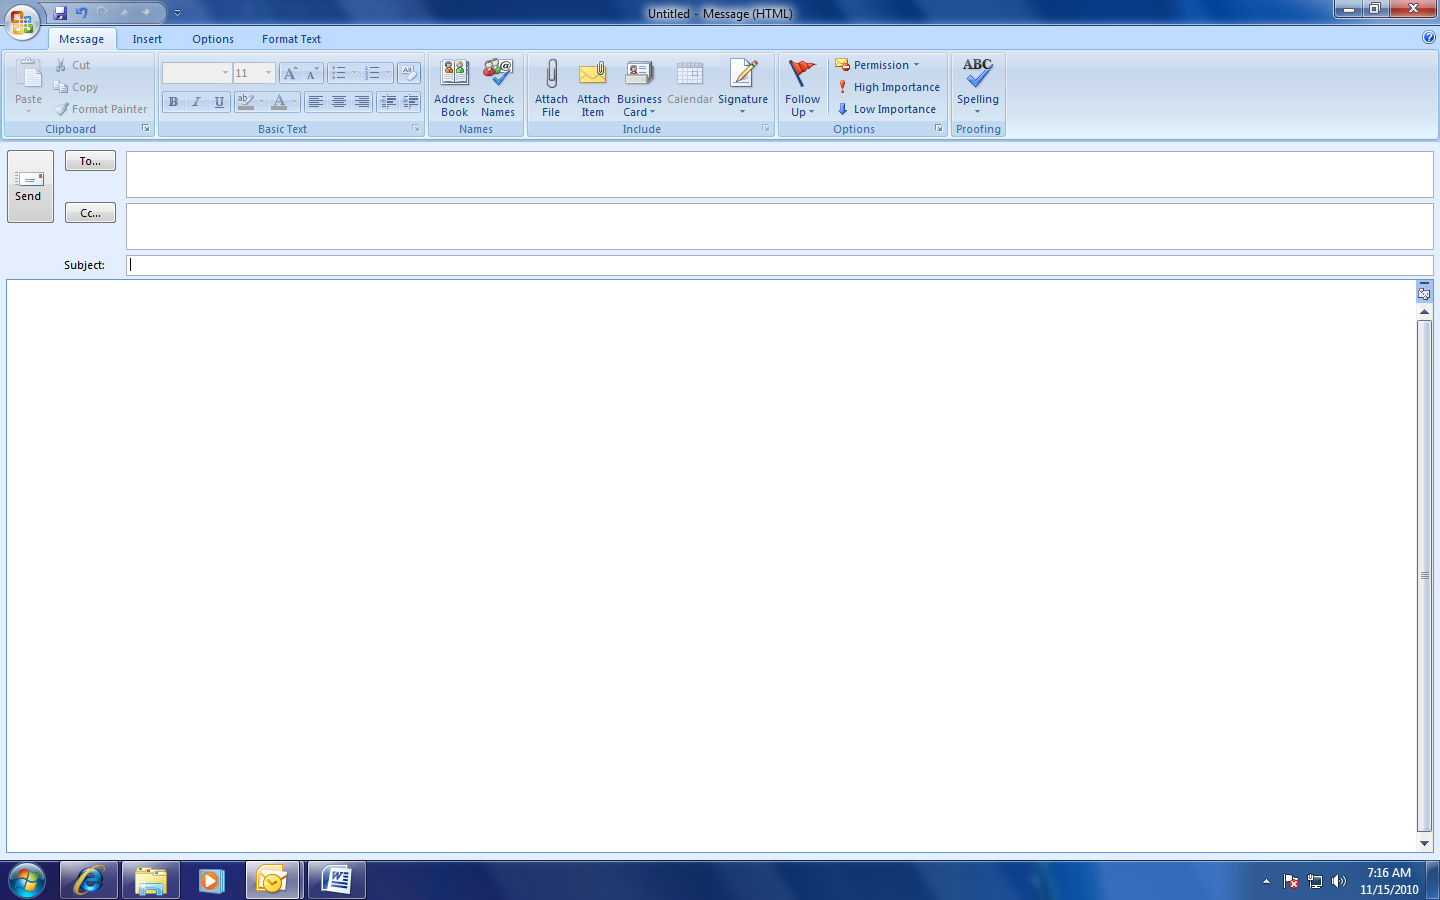 Untitled - Message (HTML)
Message Insert Options Format Text
Paste
Cut
Copy
Format Painter
Clipboard
11
A A
B I U ab A
Basic Text
Address Book
Check Names
Names
Attach File
Attach Item
Business Card
Calendar
Signature
Include
Follow Up
Permission
High Importance
Low Importance
Options
ABC
Spelling
Proofing
Send
To...
Cc...
Subject:
7:16 AM
11/15/2010